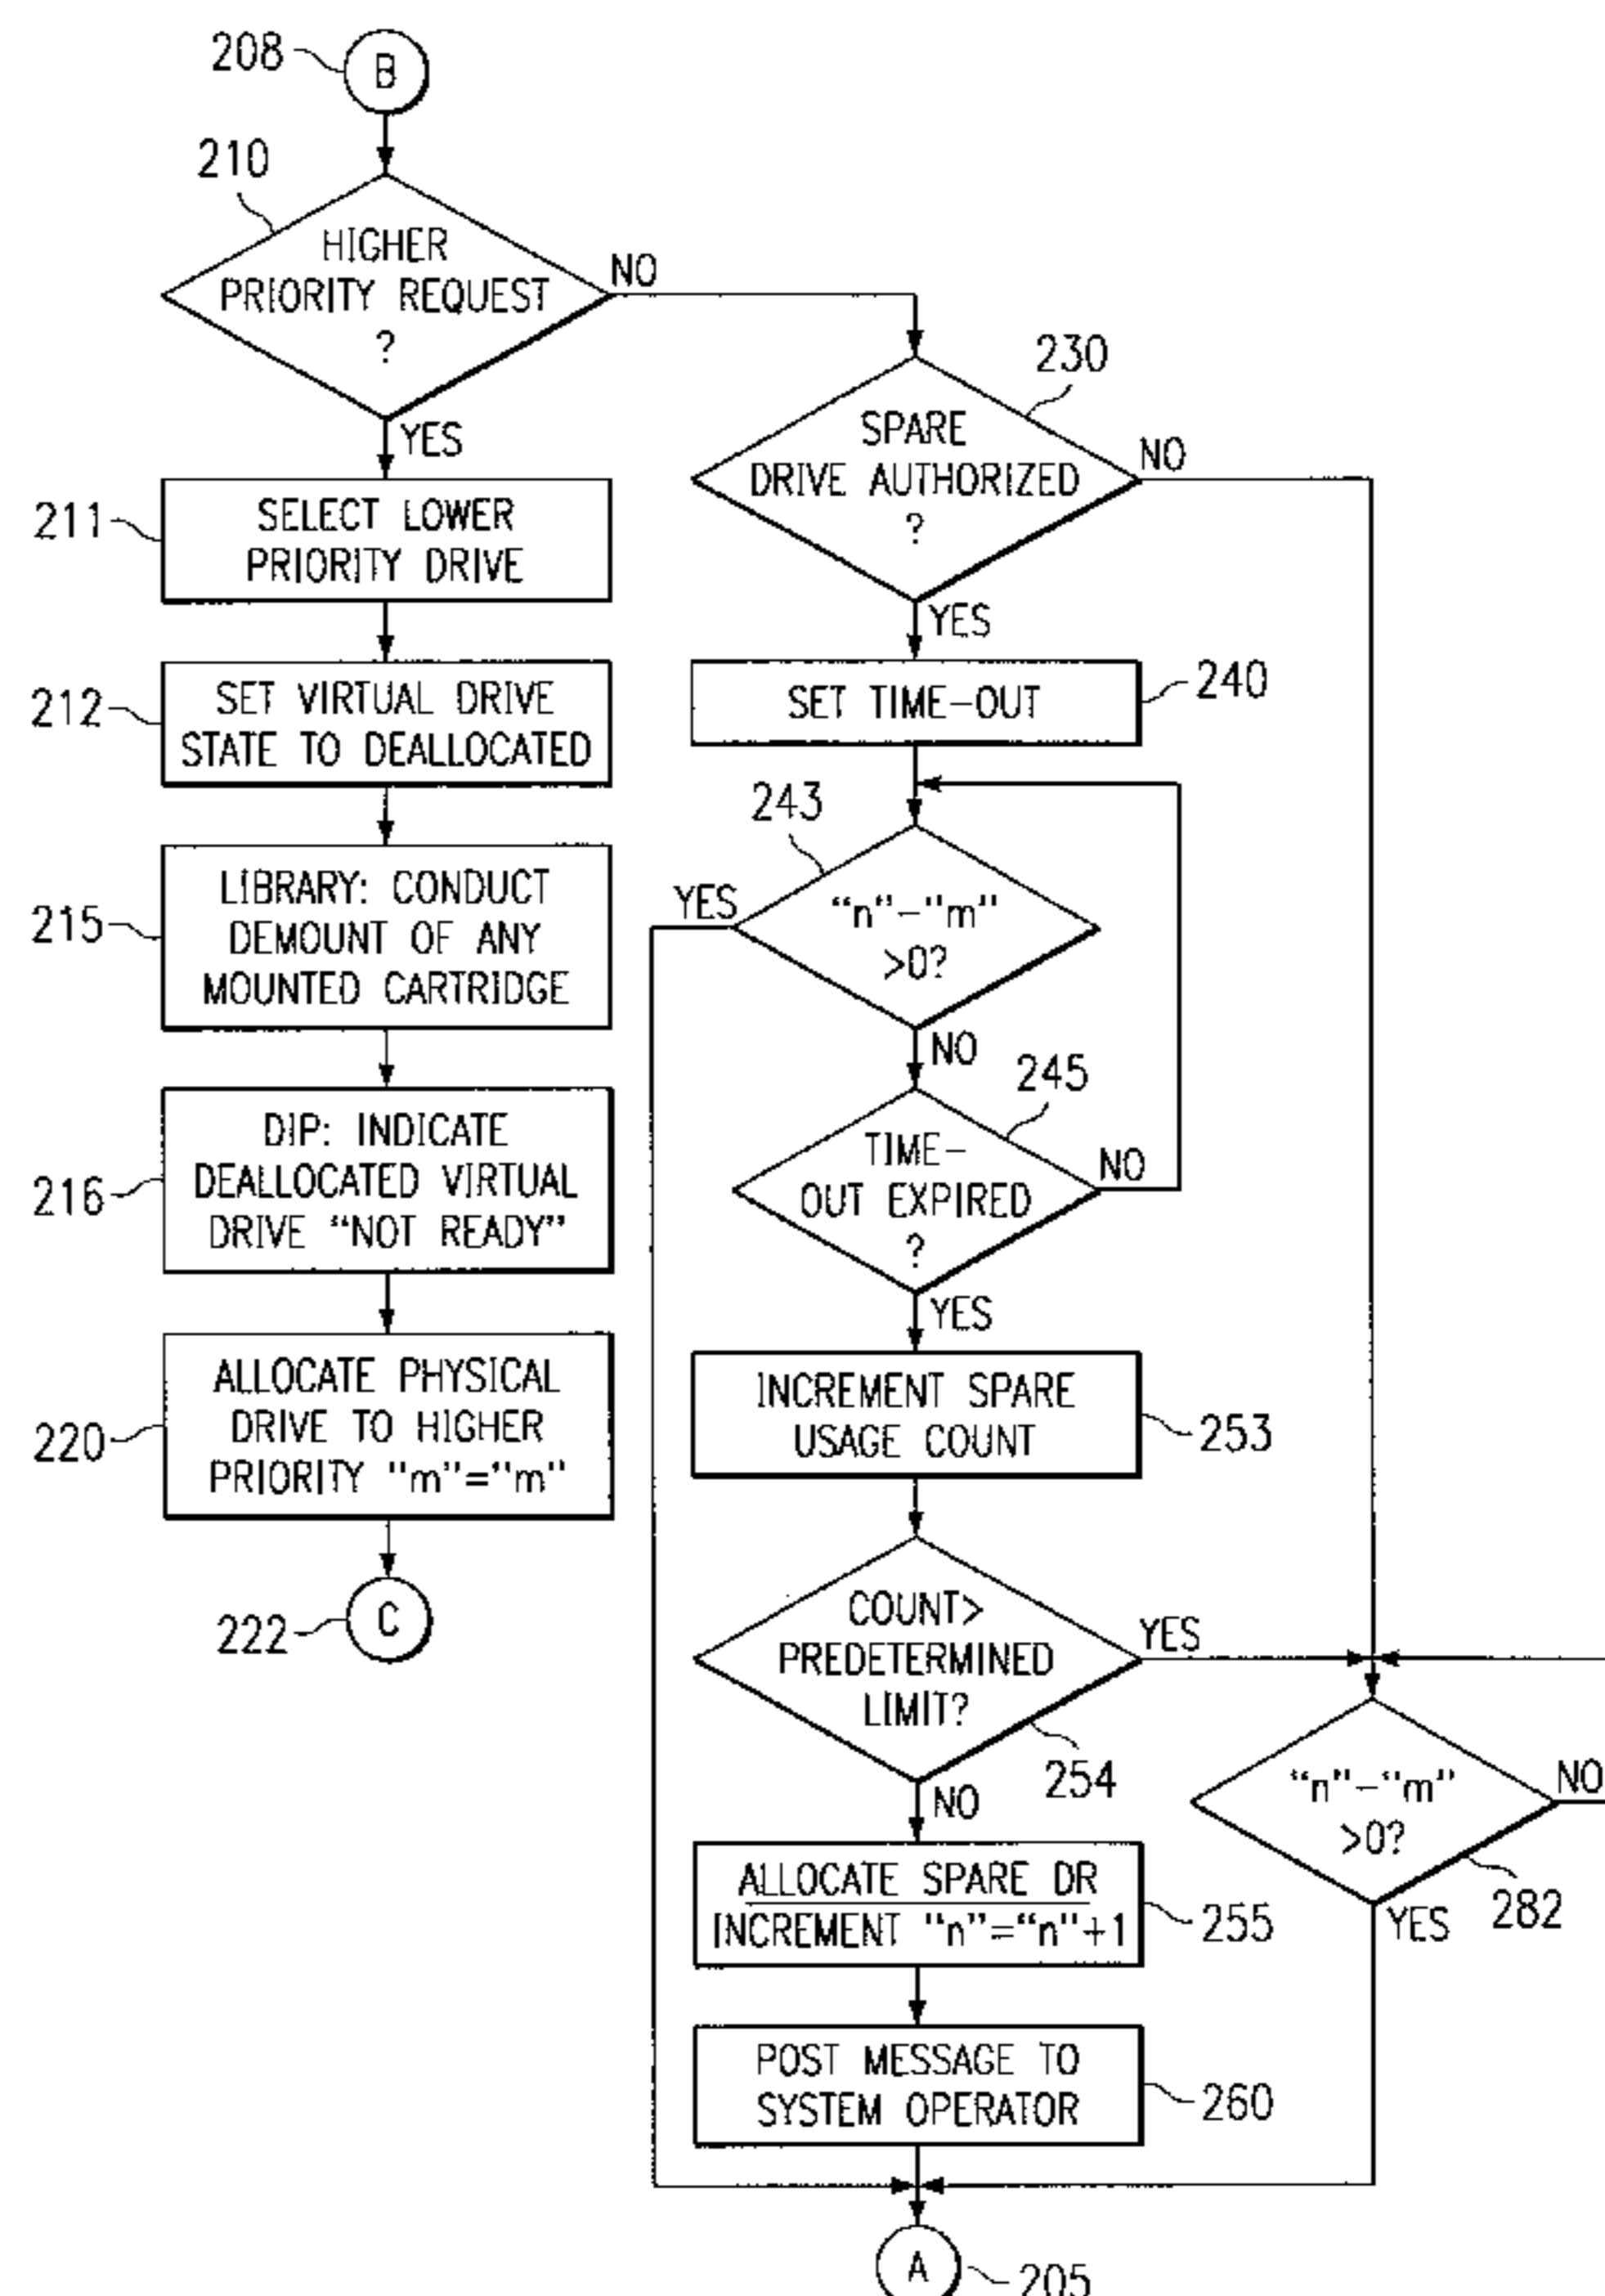 208
B
210
HIGHER
PRIORITY REQUEST
?
NO
YES
211
SELECT LOWER
PRIORITY DRIVE
212
SET VIRTUAL DRIVE
STATE TO DEALLOCATED
215
LIBRARY: CONDUCT
DEMOUNT OF ANY
MOUNTED CARTRIDGE
216
DIP: INDICATE
DEALLOCATED VIRTUAL
DRIVE “NOT READY”
220
ALLOCATE PHYSICAL
DRIVE TO HIGHER
PRIORITY "m"="m"
222
C
230
SPARE
DRIVE AUTHORIZED
?
NO
YES
SET TIME-OUT
240
243
YES
“n”-"m"
>0?
NO
245
TIME-
OUT EXPIRED
?
NO
YES
INCREMENT SPARE
USAGE COUNT
253
COUNT>
PREDETERMINED
LIMIT?
YES
254
NO
ALLOCATE SPARE DR
INCREMENT "n"=“n"+1
255
POST MESSAGE TO
SYSTEM OPERATOR
260
“n”-“m”
>0?
NO
282
YES
A
205